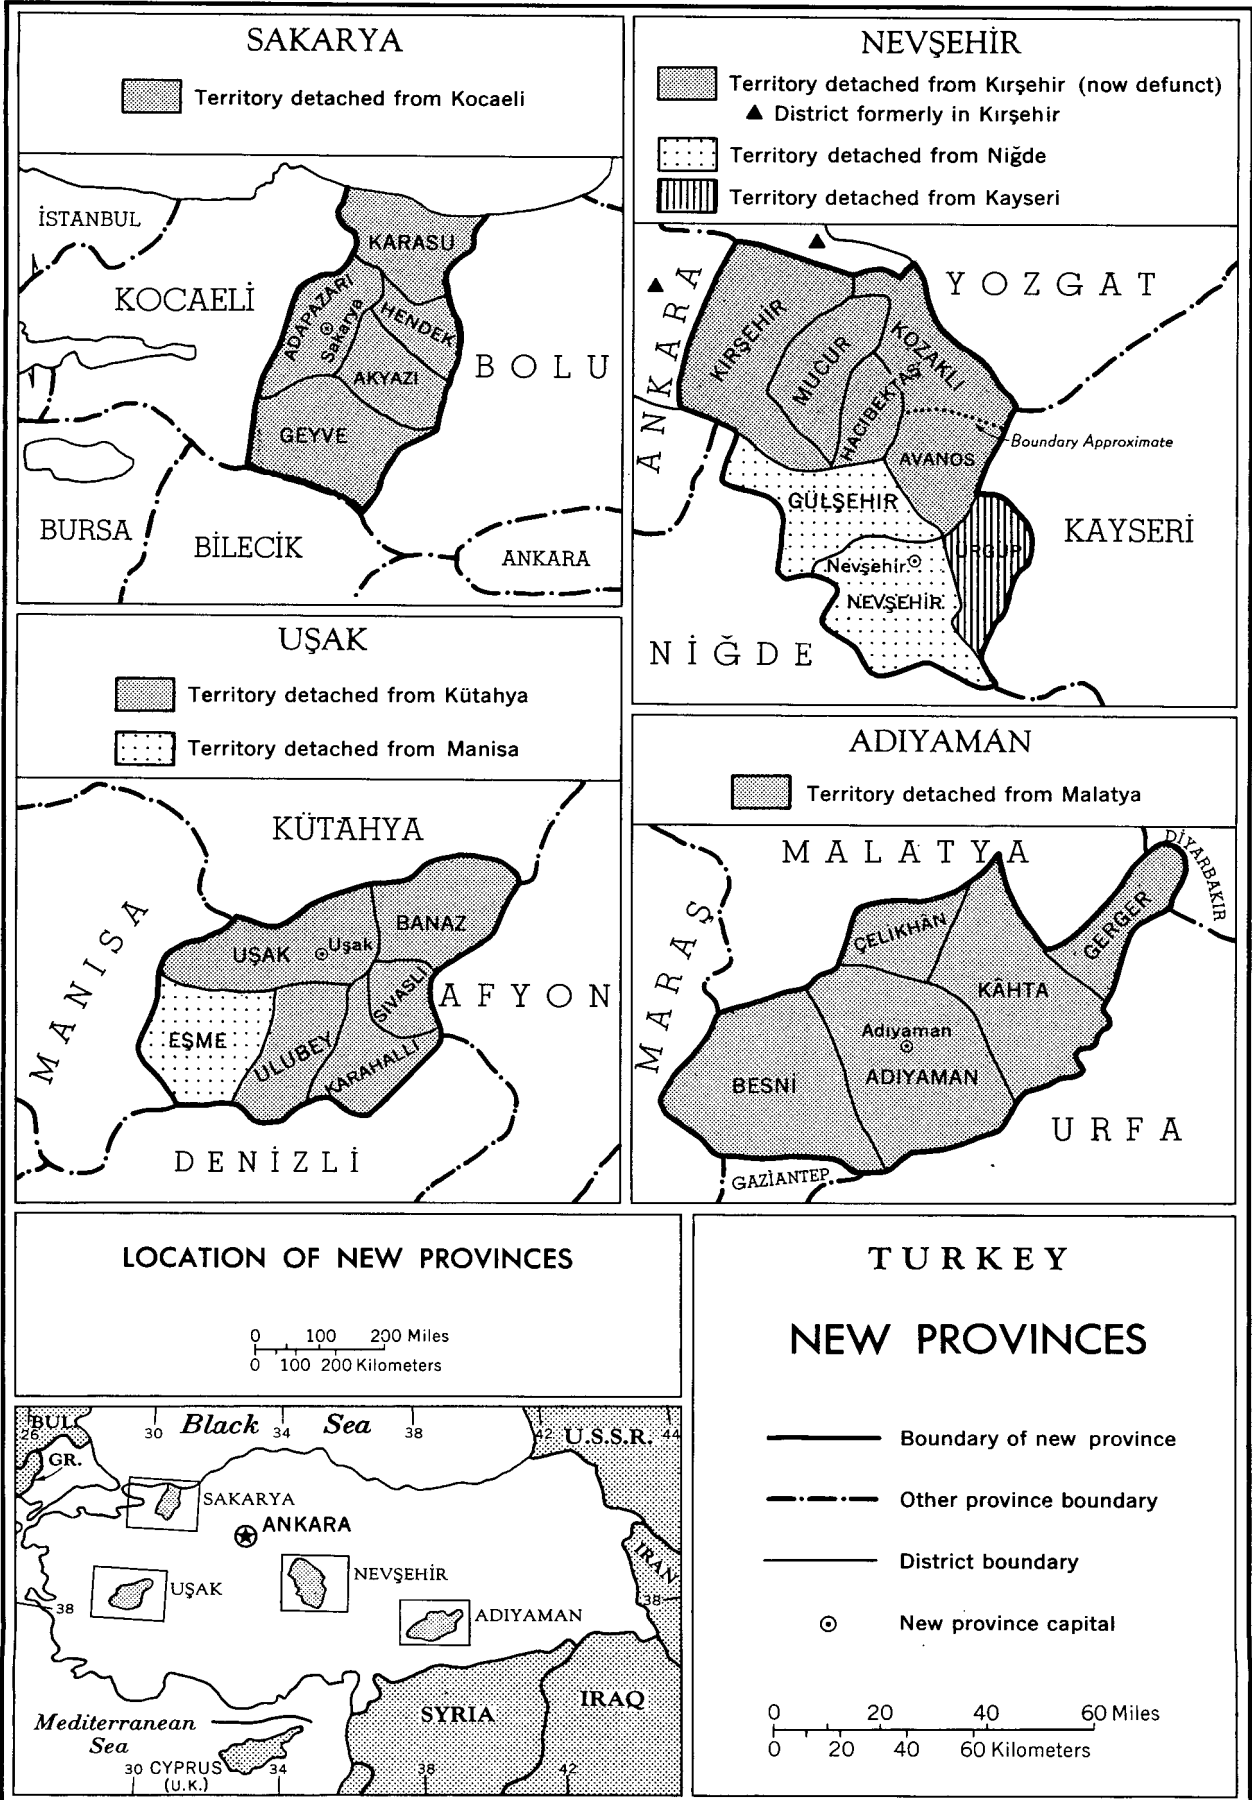 SAKARYA
Territory detached from Kocaeli
İSTANBUL
KARASU
KOCAELİ
ADAPAZARI
Sakarya
HENDEK
BOLU
AKYAZI
GEYVE
BURSA
BİLECİK
ANKARA
NEVŞEHİR
Territory detached from Kırşehir (now defunct)
▲ District formerly in Kırşehir
Territory detached from Niğde
Territory detached from Kayseri
ANKARA
YOZGAT
KIRŞEHİR
MUCUR
KOZAKLI
HACIBEKTAŞ
Boundary Approximate
AVANOS
GÜLŞEHİR
KAYSERİ
ÜRGÜP
Nevşehir
NEVŞEHİR
NİĞDE
UŞAK
Territory detached from Kütahya
Territory detached from Manisa
KÜTAHYA
MANISA
BANAZ
UŞAK
Uşak
SIVASLI
AFYON
EŞME
ULUBEY
KARAHALLI
DENİZLİ
ADIYAMAN
Territory detached from Malatya
MALATYA
DİYARBAKIR
MARAŞ
ÇELIKHÂN
GERGER
KÂHTA
Adıyaman
ADIYAMAN
BESNİ
URFA
GAZİANTEP
LOCATION OF NEW PROVINCES
0 100 200 Miles
0 100 200 Kilometers
BUL.
26 30 Black 34 Sea 38 42 U.S.S.R. 44
GR.
SAKARYA
ANKARA
IRAN
NEVŞEHİR
UŞAK
38
38
ADIYAMAN
SYRIA
IRAQ
Mediterranean
Sea
30 CYPRUS 34 38 42
(U.K.)
TURKEY
NEW PROVINCES
Boundary of new province
Other province boundary
District boundary
New province capital
0 20 40 60 Miles
0 20 40 60 Kilometers